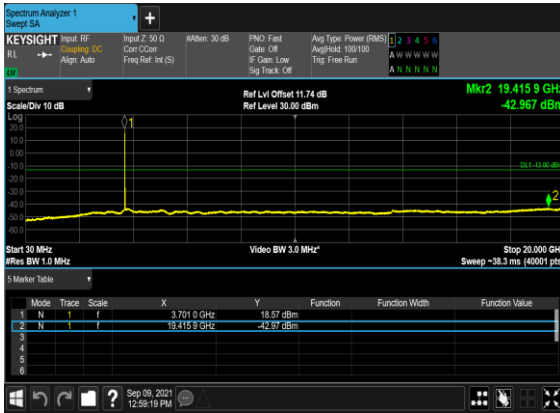 Spectrum Analyzer 1
Swept SA
+
KEYSIGHT Input: RF Input Z: 50 Ω #Atten: 30 dB PNO: Fast Avg Type: Power (RMS) 1 2 3 4 5 6
RL Coupling: DC Corr CCorr Gate: Off Avg|Hold: 100/100 A W W W W W
Align: Auto Freq Ref: Int (S) IF Gain: Low Trig: Free Run
Sig Track: Off A N N N N N
1 Spectrum Ref Lvl Offset 11.74 dB Mkr2 19.415 9 GHz
Scale/Div 10 dB Ref Level 30.00 dBm -42.967 dBm
Log
20.0
10.0
0.00
-10.0
-20.0
-30.0
-40.0
-50.0
-60.0
1
DL1 -13.00 dBm
2
Start 30 MHz Video BW 3.0 MHz* Stop 20.000 GHz
#Res BW 1.0 MHz Sweep ~38.3 ms (40001 pts)
5 Marker Table
Mode Trace Scale X Y Function Function Width Function Value
1 N 1 f 3.701 0 GHz 18.57 dBm
2 N 1 f 19.415 9 GHz -42.97 dBm
3
4
5
6
? Sep 09, 2021
12:59:19 PM